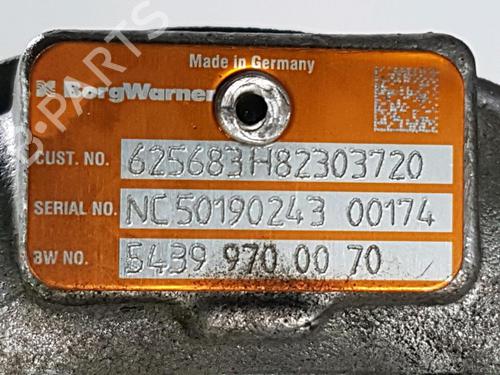 Made in Germany
BorgWarner
CUST. NO. 625683H82303720
SERIAL NO. NC50190243 00174
BW NO. 5439 970 00 70
B-PARTS